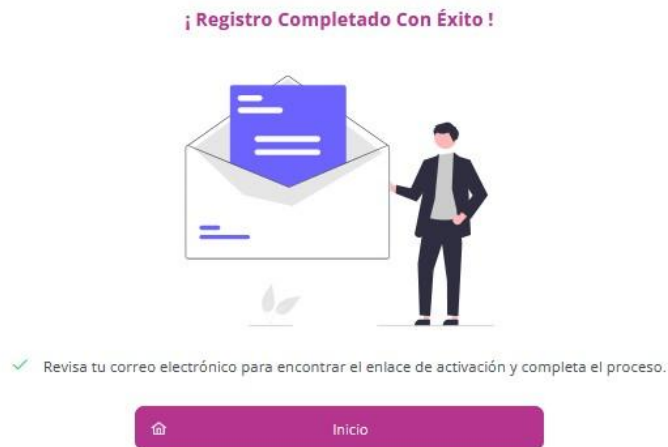 ¡ Registro Completado Con Éxito !
Revisa tu correo electrónico para encontrar el enlace de activación y completa el proceso.
Inicio